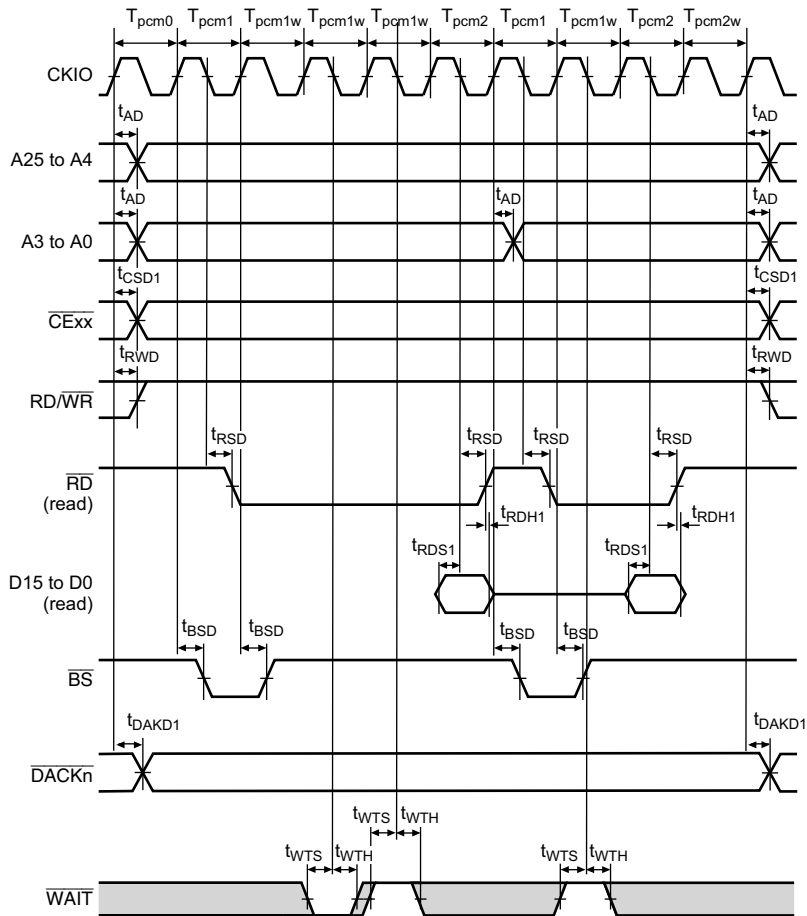 Tpcm0 Tpcm1 Tpcm1w Tpcm1w Tpcm1w Tpcm2 Tpcm1 Tpcm1w Tpcm2 Tpcm2w
CKIO
tAD tAD
A25 to A4
tAD tAD tAD
A3 to A0
tCSD1 tCSD1
CExx
tRWD tRWD
RD/WR
tRSD tRSD tRSD tRSD
RD
(read)
tRDH1 tRDH1
tRDS1 tRDS1
D15 to D0
(read)
tBSD tBSD tBSD tBSD
BS
tDAKD1 tDAKD1
DACKn
tWTS tWTH
tWTS tWTH tWTS tWTH
WAIT